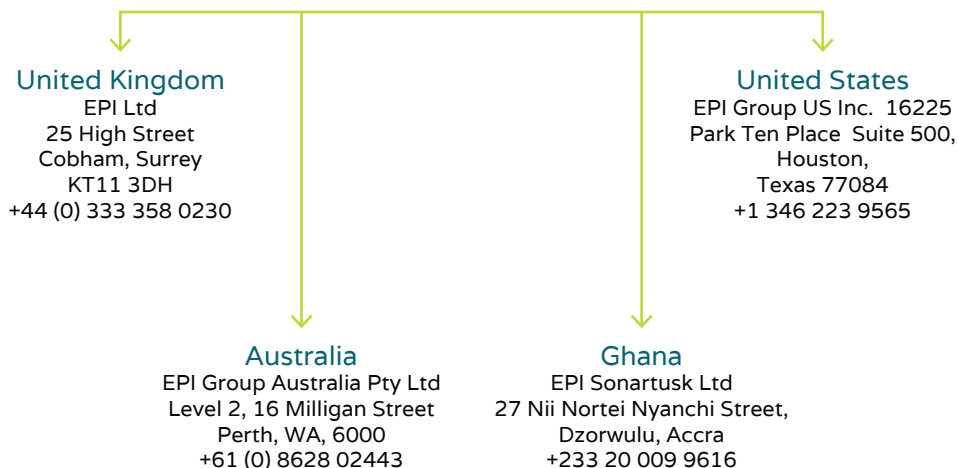 United Kingdom
EPI Ltd
25 High Street
Cobham, Surrey
KT11 3DH
+44 (0) 333 358 0230
United States
EPI Group US Inc.  16225
Park Ten Place  Suite 500,
Houston,
Texas 77084
+1 346 223 9565
Australia
EPI Group Australia Pty Ltd
Level 2, 16 Milligan Street
Perth, WA, 6000
+61 (0) 8628 02443
Ghana
EPI Sonartusk Ltd
27 Nii Nortei Nyanchi Street,
Dzorwulu, Accra
+233 20 009 9616